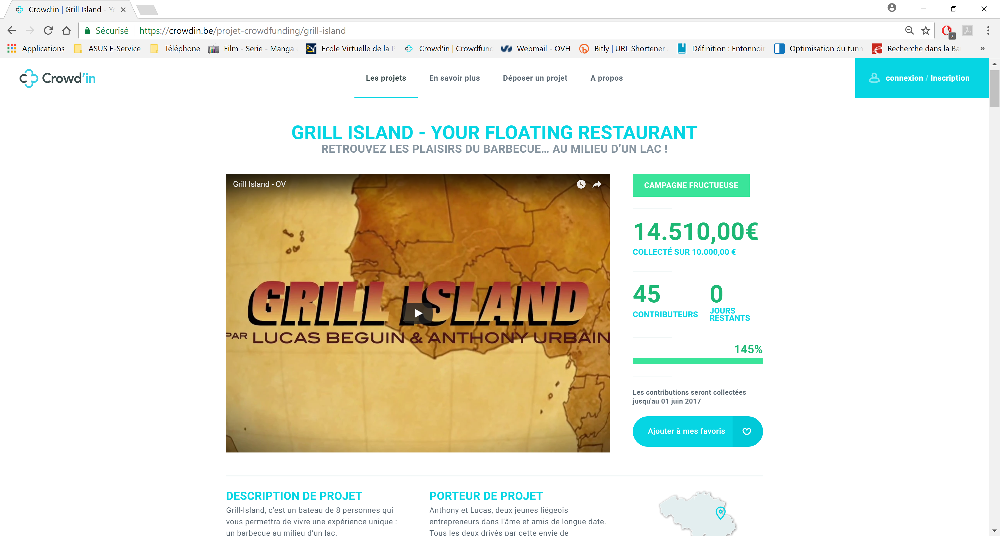 Crowd'in | Grill Island - Yo
Sécurisé
https://crowdin.be/projet-crowdfunding/grill-island
2
Applications
ASUS E-Service
Téléphone
Film - Serie - Manga
Ecole Virtuelle de la P
Crowd'in | Crowdfund
Webmail - OVH
Bitly | URL Shortener
Définition : Entonnoir
Optimisation du tunn
Recherche dans la Ba
»
Crowd'in
Les projets
En savoir plus
Déposer un projet
A propos
connexion / Inscription
GRILL ISLAND - YOUR FLOATING RESTAURANT
RETROUVEZ LES PLAISIRS DU BARBECUE… AU MILIEU D’UN LAC !
Grill Island - OV
GRILL ISLAND
PAR LUCAS BEGUIN & ANTHONY URBAIN
CAMPAGNE FRUCTUEUSE
14.510,00€
COLLECTÉ SUR 10.000,00 €
45
CONTRIBUTEURS
0
JOURS
RESTANTS
145%
Les contributions seront collectées
jusqu'au 01 juin 2017
Ajouter à mes favoris
DESCRIPTION DE PROJET
Grill-Island, c’est un bateau de 8 personnes qui
vous permettra de vivre une expérience unique :
un barbecue au milieu d’un lac.
PORTEUR DE PROJET
Anthony et Lucas, deux jeunes liégeois
entrepreneurs dans l’âme et amis de longue date.
Tous les deux drivés par cette envie de